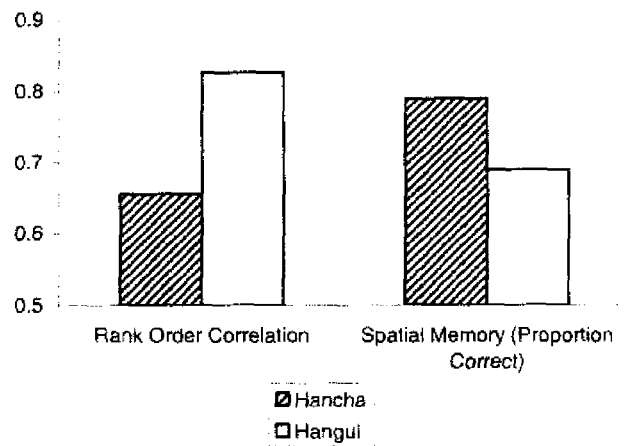 0.9
0.8
0.7
0.6
0.5
Rank Order Correlation
Spatial Memory (Proportion
Correct)
Hancha
Hangul